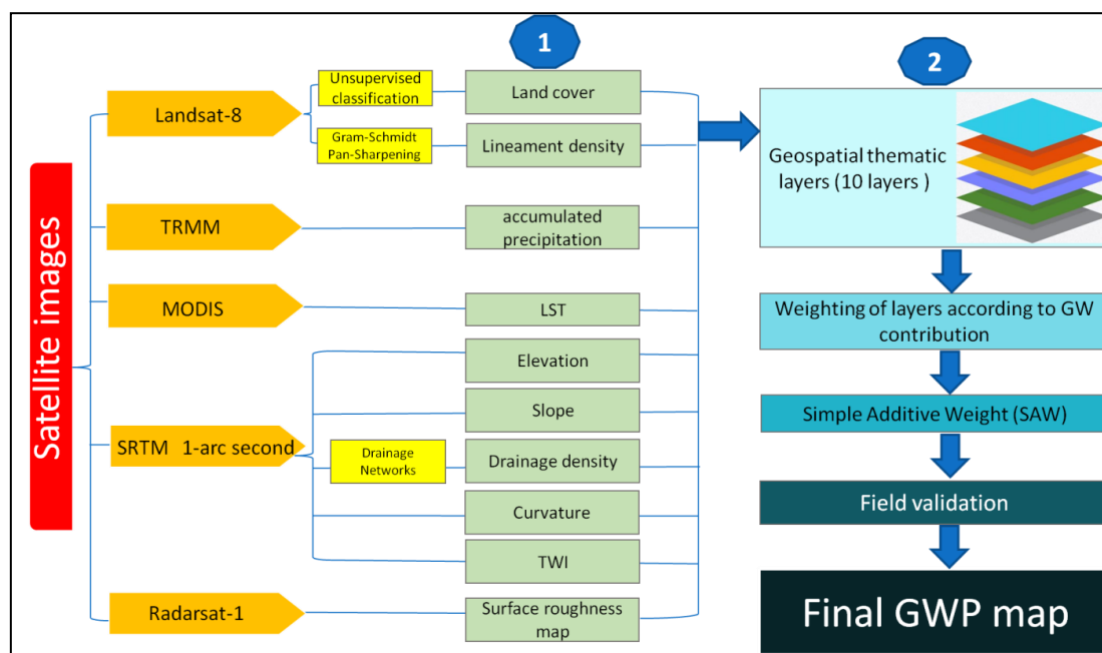 1
2
Satellite images
Landsat-8
Unsupervised
classification
Land cover
Gram-Schmidt
Pan-Sharpening
Lineament density
TRMM
accumulated
precipitation
MODIS
LST
SRTM 1-arc second
Elevation
Slope
Drainage
Networks
Drainage density
Curvature
TWI
Radarsat-1
Surface roughness
map
Geospatial thematic
layers (10 layers )
Weighting of layers according to GW
contribution
Simple Additive Weight (SAW)
Field validation
Final GWP map